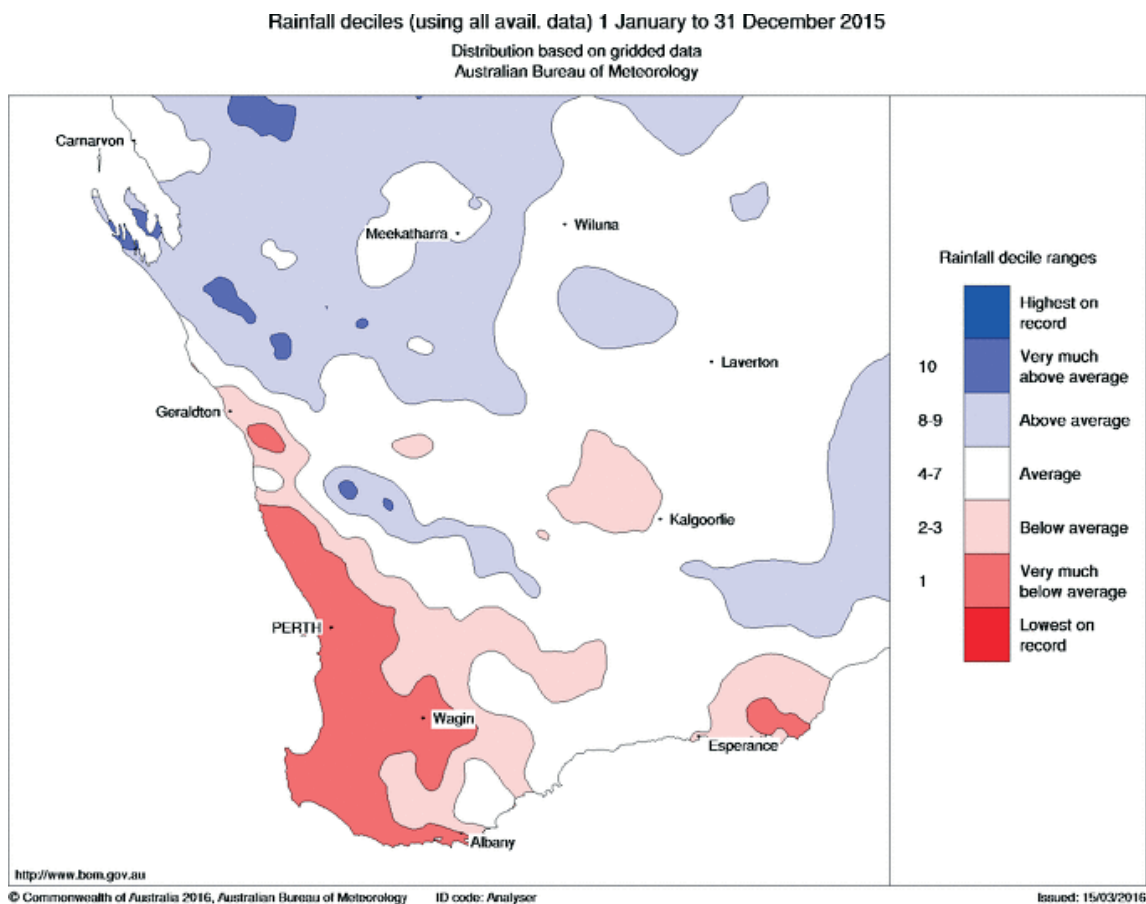 Rainfall deciles (using all avail. data) 1 January to 31 December 2015
Distribution based on gridded data
Australian Bureau of Meteorology
Carnarvon
Meekatharra
Wiluna
Laverton
Geraldton
Kalgoorlie
PERTH
Wagin
Esperance
Albany
Rainfall decile ranges
Highest on
record
10
Very much
above average
8-9
Above average
4-7
Average
2-3
Below average
1
Very much
below average
Lowest on
record
http://www.bom.gov.au
© Commonwealth of Australia 2016, Australian Bureau of Meteorology ID code: Analyser Issued: 15/03/2016